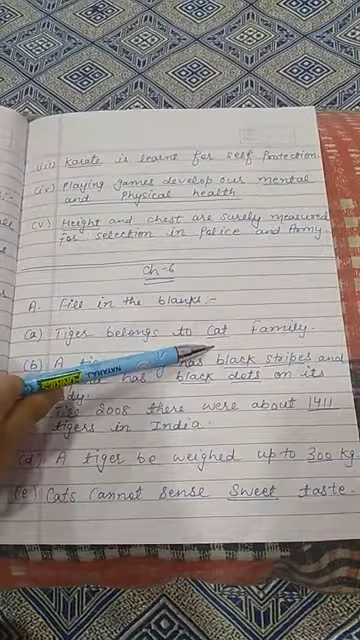 (iii) Karate is learnt for self Protection.
(iv) Playing games develop our mental
and Physical health
(v) Height and chest are surely measured
for selection in Police and Army.
Ch-6
A. Fill in the blanks:-
(a) Tiger belongs to Cat Family.
(b) A has black stripes and
has black dots on its
2008 there were about 1411
tigers in India.
(d) A tiger be weighed up to 300 kg.
(e) Cats Cannot sense Sweet taste.
NATARAJ